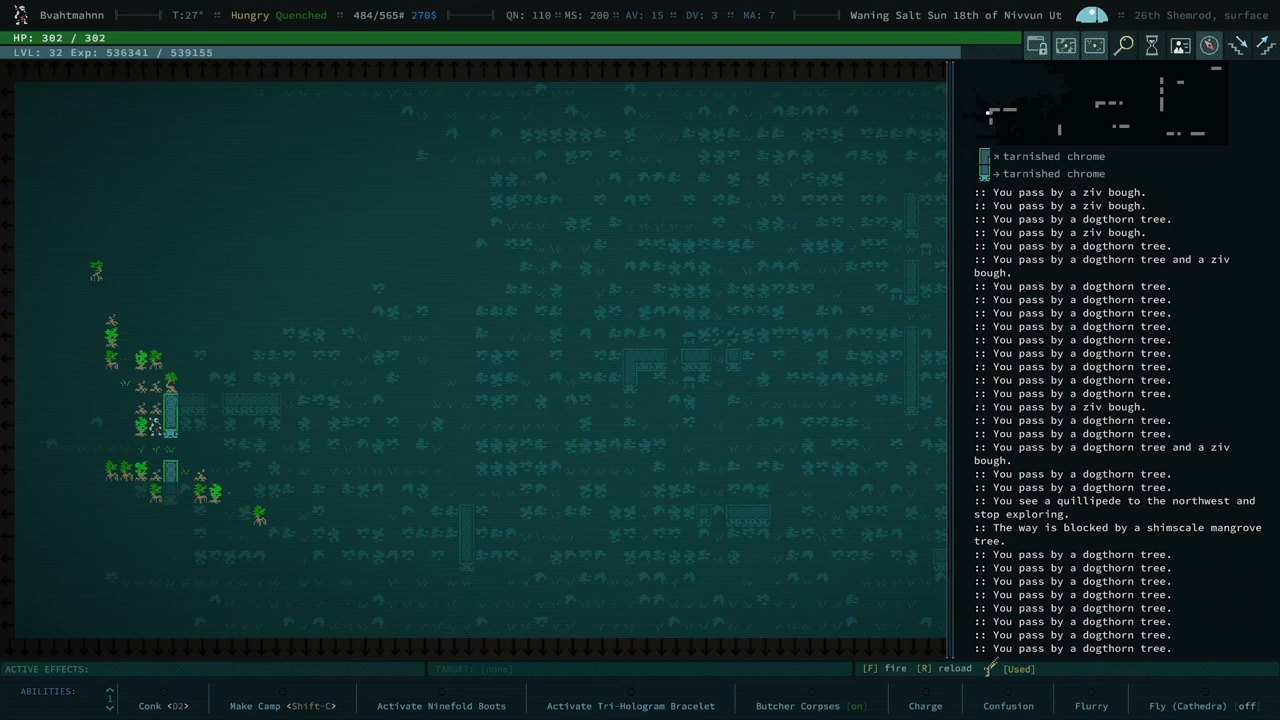 Bvahtmahnn T:27° :: Hungry Quenched :: 484/565# 270$ QN: 110 :: MS: 200 :: AV: 15 :: DV: 3 :: MA: 7 Waning Salt Sun 18th of Nivvun Ut :: 26th Shemrod, surface
HP: 302 / 302
LVL: 32 Exp: 536341 / 539155
tarnished chrome
tarnished chrome
:: You pass by a ziv bough.
:: You pass by a ziv bough.
:: You pass by a dogthorn tree.
:: You pass by a ziv bough.
:: You pass by a dogthorn tree.
:: You pass by a dogthorn tree and a ziv
bough.
:: You pass by a dogthorn tree.
:: You pass by a dogthorn tree.
:: You pass by a dogthorn tree.
:: You pass by a dogthorn tree.
:: You pass by a dogthorn tree.
:: You pass by a dogthorn tree.
:: You pass by a dogthorn tree.
:: You pass by a dogthorn tree.
:: You pass by a dogthorn tree.
:: You pass by a ziv bough.
:: You pass by a dogthorn tree.
:: You pass by a dogthorn tree.
:: You pass by a dogthorn tree and a ziv
bough.
:: You pass by a dogthorn tree.
:: You pass by a dogthorn tree.
:: You see a quillipede to the northwest and
stop exploring.
:: The way is blocked by a shimscale mangrove
tree.
:: You pass by a dogthorn tree.
:: You pass by a dogthorn tree.
:: You pass by a dogthorn tree.
:: You pass by a dogthorn tree.
:: You pass by a dogthorn tree.
:: You pass by a dogthorn tree.
:: You pass by a dogthorn tree.
:: You pass by a dogthorn tree.
ACTIVE EFFECTS: TARGET: [none] [F] fire [R] reload [Used]
ABILITIES: 1 Conk <D2> Make Camp <Shift-C> Activate Ninefold Boots Activate Tri-Hologram Bracelet Butcher Corpses [on] Charge Confusion Flurry Fly (Cathedra) [off